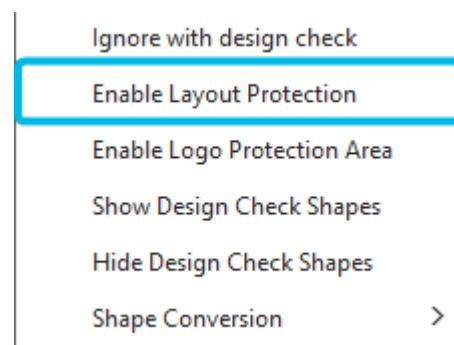 Ignore with design check
Enable Layout Protection
Enable Logo Protection Area
Show Design Check Shapes
Hide Design Check Shapes
Shape Conversion